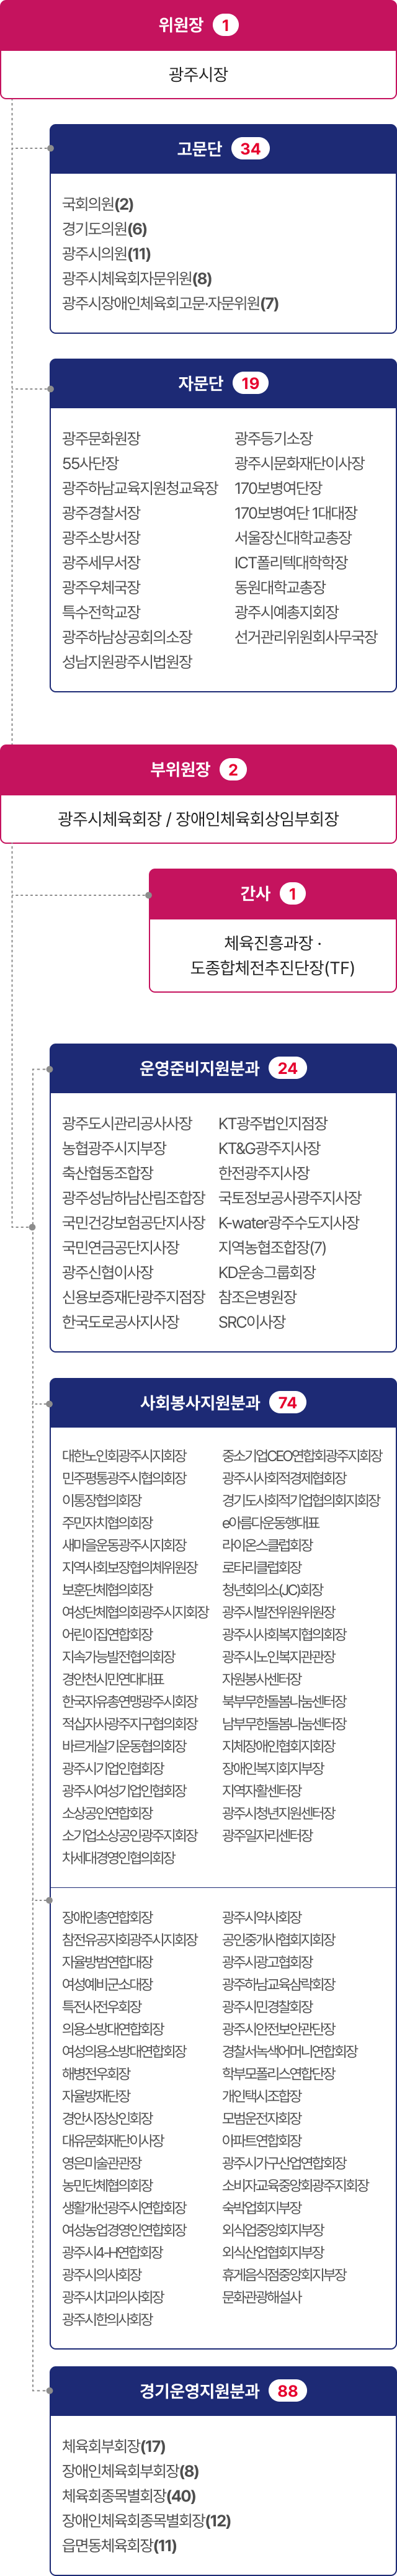 위원장 1
광주시장
고문단 34
국회의원(2)
경기도의원(6)
광주시의원(11)
광주시체육회자문위원(8)
광주시장애인체육회고문·자문위원(7)
자문단 19
광주문화원장
55사단장
광주하남교육지원청교육장
광주경찰서장
광주소방서장
광주세무서장
광주우체국장
특수전학교장
광주하남상공회의소장
성남지원광주시법원장
광주등기소장
광주시문화재단이사장
170보병여단장
170보병여단 1대대장
서울장신대학교총장
ICT폴리텍대학학장
동원대학교총장
광주시예총지회장
선거관리위원회사무국장
부위원장 2
광주시체육회장 / 장애인체육회상임부회장
간사 1
체육진흥과장 ·
도종합체전추진단장(TF)
운영준비지원분과 24
광주도시관리공사사장
농협광주시지부장
축산협동조합장
광주성남하남산림조합장
국민건강보험공단지사장
국민연금공단지사장
광주신협이사장
신용보증재단광주지점장
한국도로공사지사장
KT광주법인지점장
KT&G광주지사장
한전광주지사장
국토정보공사광주지사장
K-water광주수도지사장
지역농협조합장(7)
KD운송그룹회장
참조은병원장
SRC이사장
사회봉사지원분과 74
대한노인회광주시지회장
민주평통광주시협의회장
이통장협의회장
주민자치협의회장
새마을운동광주시지회장
지역사회보장협의체위원장
보훈단체협의회장
여성단체협의회광주시지회장
어린이집연합회장
지속가능발전협의회장
경안천시민연대대표
한국자유총연맹광주시회장
적십자사광주지구협의회장
바르게살기운동협의회장
광주시기업인협회장
광주시여성기업인협회장
소상공인연합회장
소기업소상공인광주지회장
차세대경영인협의회장
중소기업CEO연합회광주지회장
광주시사회적경제협회장
경기도사회적기업협의회지회장
e아름다운동행대표
라이온스클럽회장
로타리클럽회장
청년회의소(JC)회장
광주시발전위원위원장
광주시사회복지협의회장
광주시노인복지관관장
자원봉사센터장
북부무한돌봄나눔센터장
남부무한돌봄나눔센터장
지체장애인협회지회장
장애인복지회지부장
지역자활센터장
광주시청년지원센터장
광주일자리센터장
장애인총연합회장
참전유공자회광주시지회장
자율방범연합대장
여성예비군소대장
특전사전우회장
의용소방대연합회장
여성의용소방대연합회장
해병전우회장
자율방재단장
경안시장상인회장
대유문화재단이사장
영은미술관관장
농민단체협의회장
생활개선광주시연합회장
여성농업경영인연합회장
광주시4-H연합회장
광주시의사회장
광주시치과의사회장
광주시한의사회장
광주시약사회장
공인중개사협회지회장
광주시광고협회장
광주하남교육삼락회장
광주시민경찰회장
광주시안전보안관단장
경찰서녹색어머니연합회장
학부모폴리스연합단장
개인택시조합장
모범운전자회장
아파트연합회장
광주시가구산업연합회장
소비자교육중앙회광주지회장
숙박업회지부장
외식업중앙회지부장
외식산업협회지부장
휴게음식점중앙회지부장
문화관광해설사
경기운영지원분과 88
체육회부회장(17)
장애인체육회부회장(8)
체육회종목별회장(40)
장애인체육회종목별회장(12)
읍면동체육회장(11)